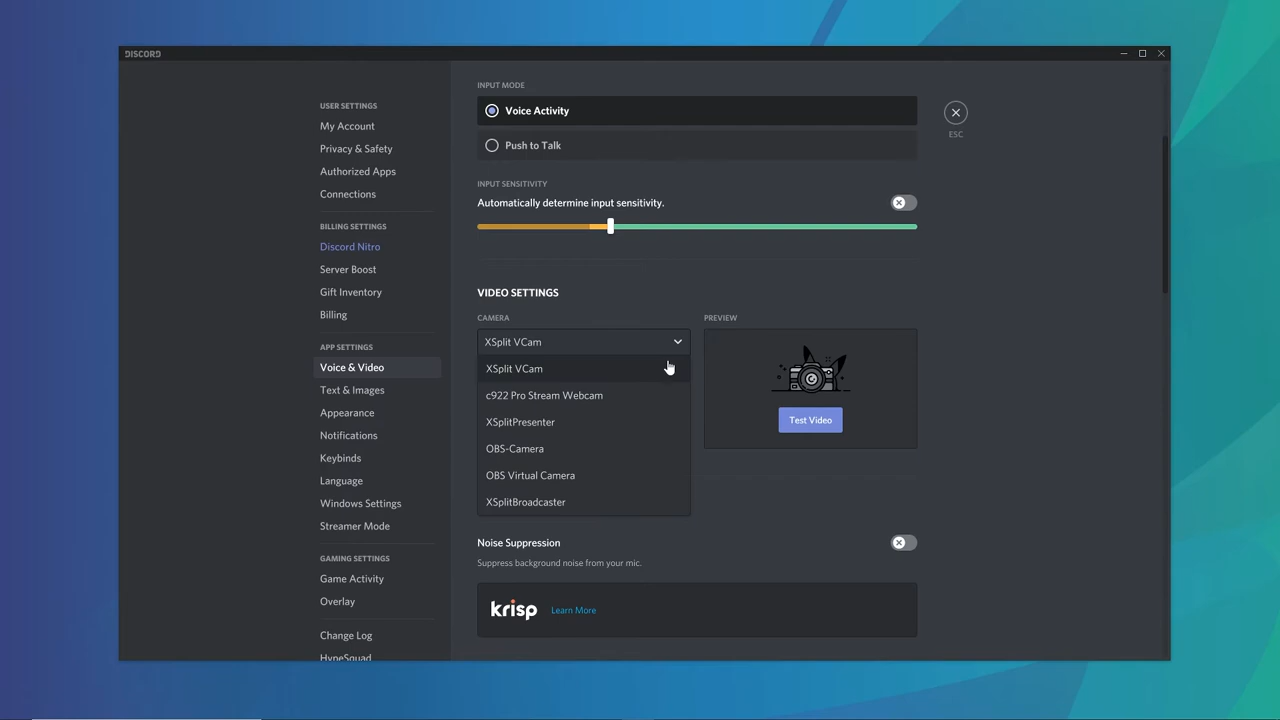 DISCORD
USER SETTINGS
My Account
Privacy & Safety
Authorized Apps
Connections
BILLING SETTINGS
Discord Nitro
Server Boost
Gift Inventory
Billing
APP SETTINGS
Voice & Video
Text & Images
Appearance
Notifications
Keybinds
Language
Windows Settings
Streamer Mode
GAMING SETTINGS
Game Activity
Overlay
Change Log
HypeSquad
INPUT MODE
Voice Activity
Push to Talk
INPUT SENSITIVITY
Automatically determine input sensitivity.
VIDEO SETTINGS
CAMERA
XSplit VCam
XSplit VCam
c922 Pro Stream Webcam
XSplitPresenter
OBS-Camera
OBS Virtual Camera
XSplitBroadcaster
PREVIEW
Test Video
Noise Suppression
Suppress background noise from your mic.
krisp
Learn More
ESC